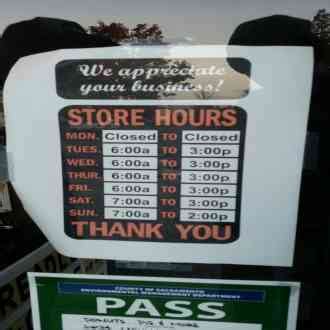 We appreciate
your business!
STORE HOURS
MON. Closed TO Closed
TUES. 6:00a TO 3:00p
WED. 6:00a TO 3:00p
THUR. 6:00a TO 3:00p
FRI. 6:00a TO 3:00p
SAT. 7:00a TO 3:00p
SUN. 7:00a TO 2:00p
THANK YOU
COUNTY OF SACRAMENTO
ENVIRONMENTAL MANAGEMENT DEPARTMENT
PASS